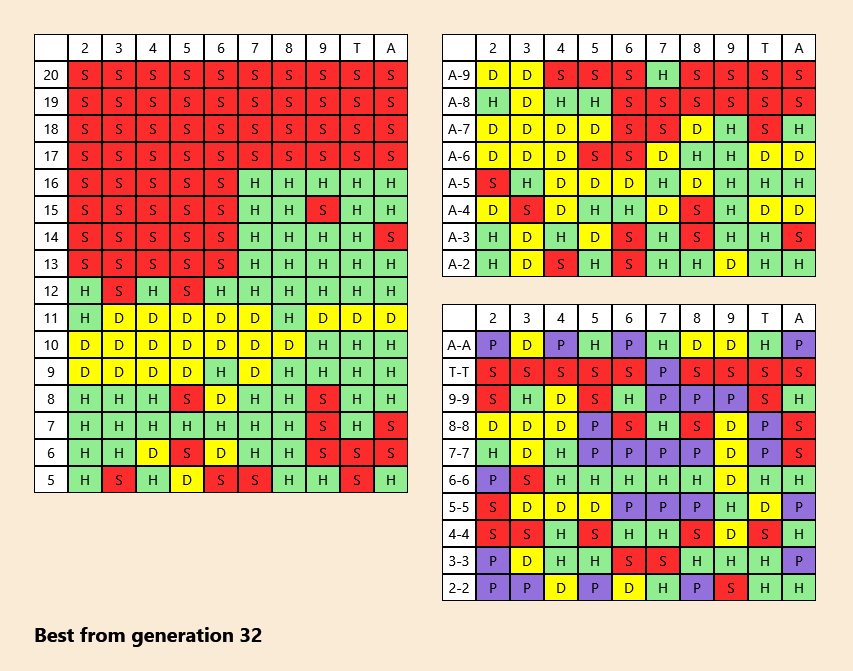 2 3 4 5 6 7 8 9 T A
20 S S S S S S S S S S
19 S S S S S S S S S S
18 S S S S S S S S S S
17 S S S S S S S S S S
16 S S S S S H H H H H
15 S S S S S H H S H H
14 S S S S S H H H H S
13 S S S S S H H H H H
12 H S H S H H H H H H
11 H D D D D D H D D D
10 D D D D D D D H H H
9 D D D D H D H H H H
8 H H H S D H H S H H
7 H H H H H H H S H S
6 H H D S D H H S S S
5 H S H D S S H H S H
2 3 4 5 6 7 8 9 T A
A-9 D D S S S H S S S S
A-8 H D H H S S S S S S
A-7 D D D D S S D H S H
A-6 D D D S S D H H D D
A-5 S H D D D H D H H H
A-4 D S D H H D S H D D
A-3 H D H D S H S H H S
A-2 H D S H S H H D H H
2 3 4 5 6 7 8 9 T A
A-A P D P H P H D D H P
T-T S S S S S P S S S S
9-9 S H D S H P P P S H
8-8 D D D P S H S D P S
7-7 H D H P P P P D P S
6-6 P S H H H H H D H H
5-5 S D D D P P P H D P
4-4 S S H S H H S D S H
3-3 P D H H S S H H H P
2-2 P P D P D H P S H H
Best from generation 32